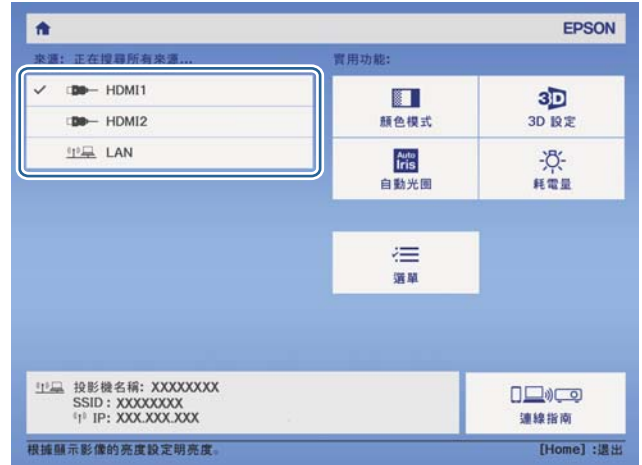 EPSON
來源: 正在搜尋所有來源...
實用功能:
HDMI1
HDMI2
LAN
顏色模式
3D
3D 設定
Auto Iris
自動光圈
耗電量
選單
投影機名稱: XXXXXXXX
SSID : XXXXXXXX
IP: XXX.XXX.XXX
連線指南
根據顯示影像的亮度設定明亮度。
[Home] :退出